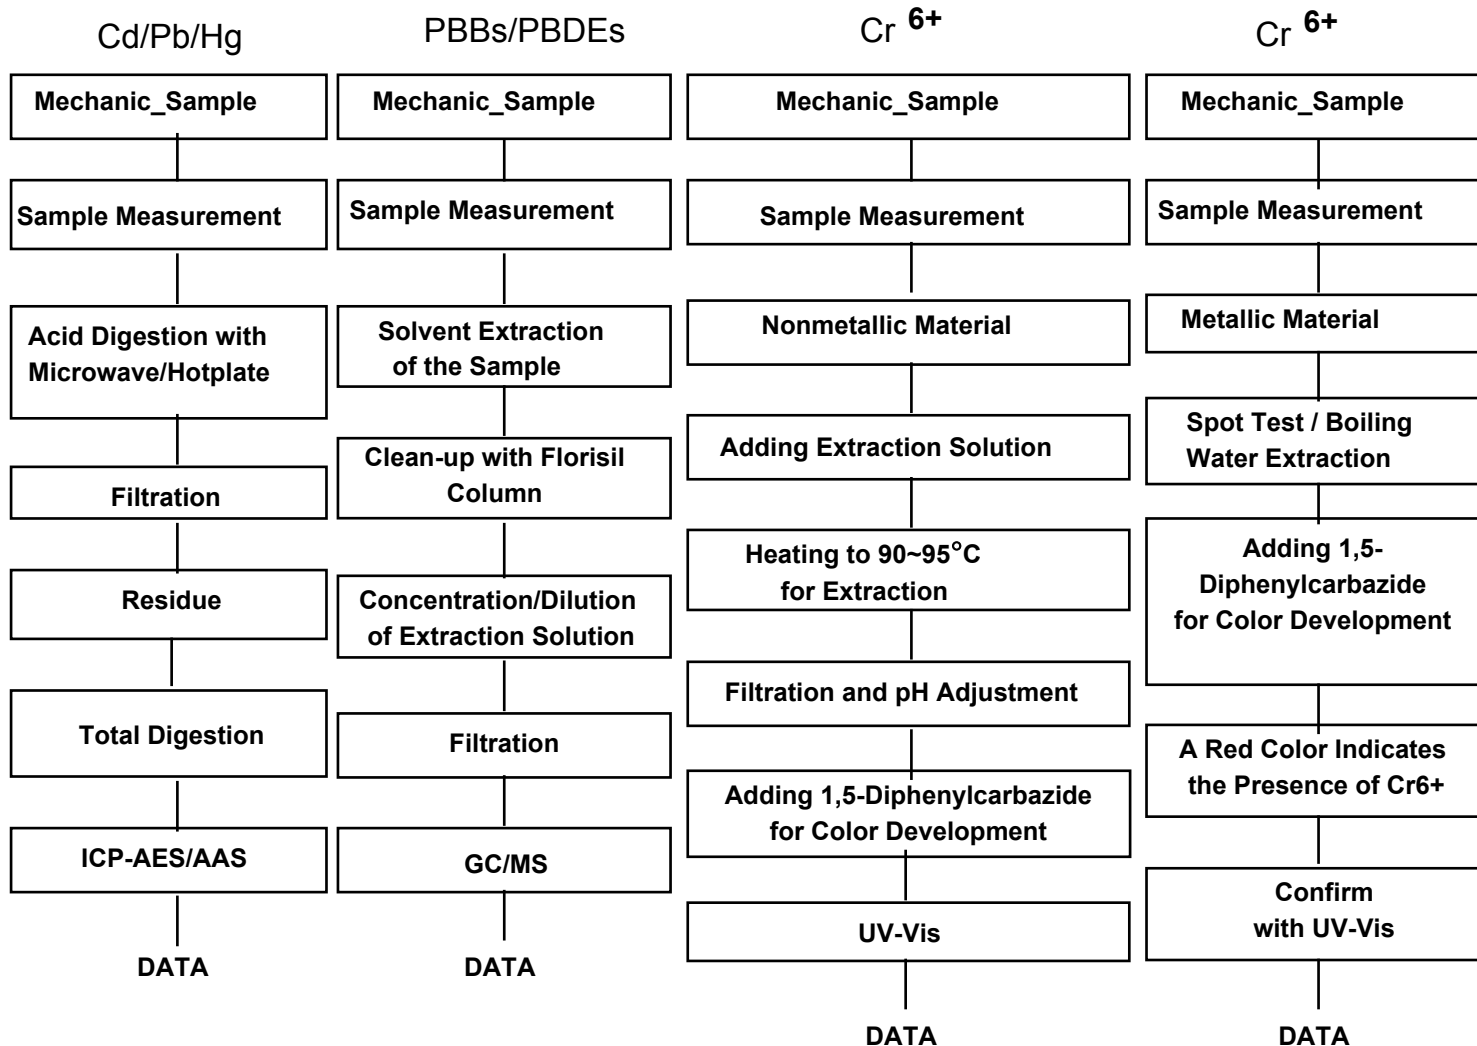 Cd/Pb/Hg
Mechanic_Sample
Sample Measurement
Acid Digestion with
Microwave/Hotplate
Filtration
Residue
Total Digestion
ICP-AES/AAS
DATA
PBBs/PBDEs
Mechanic_Sample
Sample Measurement
Solvent Extraction
of the Sample
Clean-up with Florisil
Column
Concentration/Dilution
of Extraction Solution
Filtration
GC/MS
DATA
Cr 6+
Mechanic_Sample
Sample Measurement
Nonmetallic Material
Adding Extraction Solution
Heating to 90~95°C
for Extraction
Filtration and pH Adjustment
Adding 1,5-Diphenylcarbazide
for Color Development
UV-Vis
DATA
Cr 6+
Mechanic_Sample
Sample Measurement
Metallic Material
Spot Test / Boiling
Water Extraction
Adding 1,5-
Diphenylcarbazide
for Color Development
A Red Color Indicates
the Presence of Cr6+
Confirm
with UV-Vis
DATA